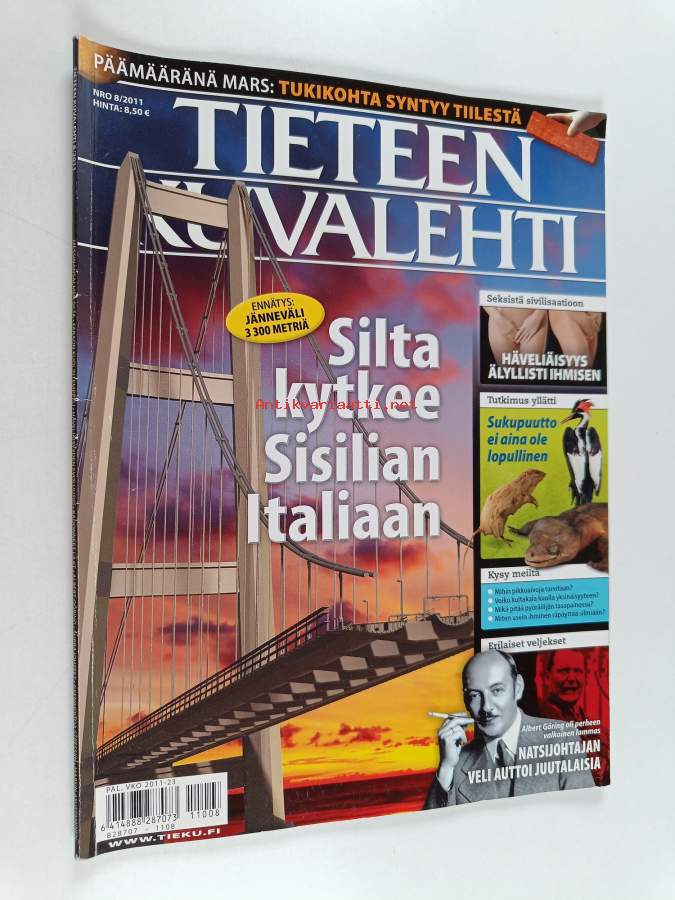 PÄÄMÄÄRÄNÄ MARS: TUKIKOHTA SYNTYY TIILESTÄ
NRO 8/2011
HINTA: 8,50 €
TIETEEN
KUVALEHTI
ENNÄTYS:
JÄNNEVÄLI
3 300 METRIÄ
Silta
kytkee
Sisilian
Italiaan
Antikvariaatti.net
Seksistä sivilisaatioon
HÄVELIÄISYYS
ÄLYLLISTI IHMISEN
Tutkimus yllätti
Sukupuutto
ei aina ole
lopullinen
Kysy meiltä
• Mihin pikkuaivoja tarvitaan?
• Voiko kultakala kuolla yksinäisyyteen?
• Mikä pitää pyöräilijän tasapainossa?
• Miten usein ihminen räpäyttää silmiään?
Erilaiset veljekset
Albert Göring oli perheen
valkoinen lammas
NATSIJOHTAJAN
VELI AUTTOI JUUTALAISIA
PAL. VKO 2011-23
6 414888 287073 11008
828707 - 1108
WWW.TIEKU.FI